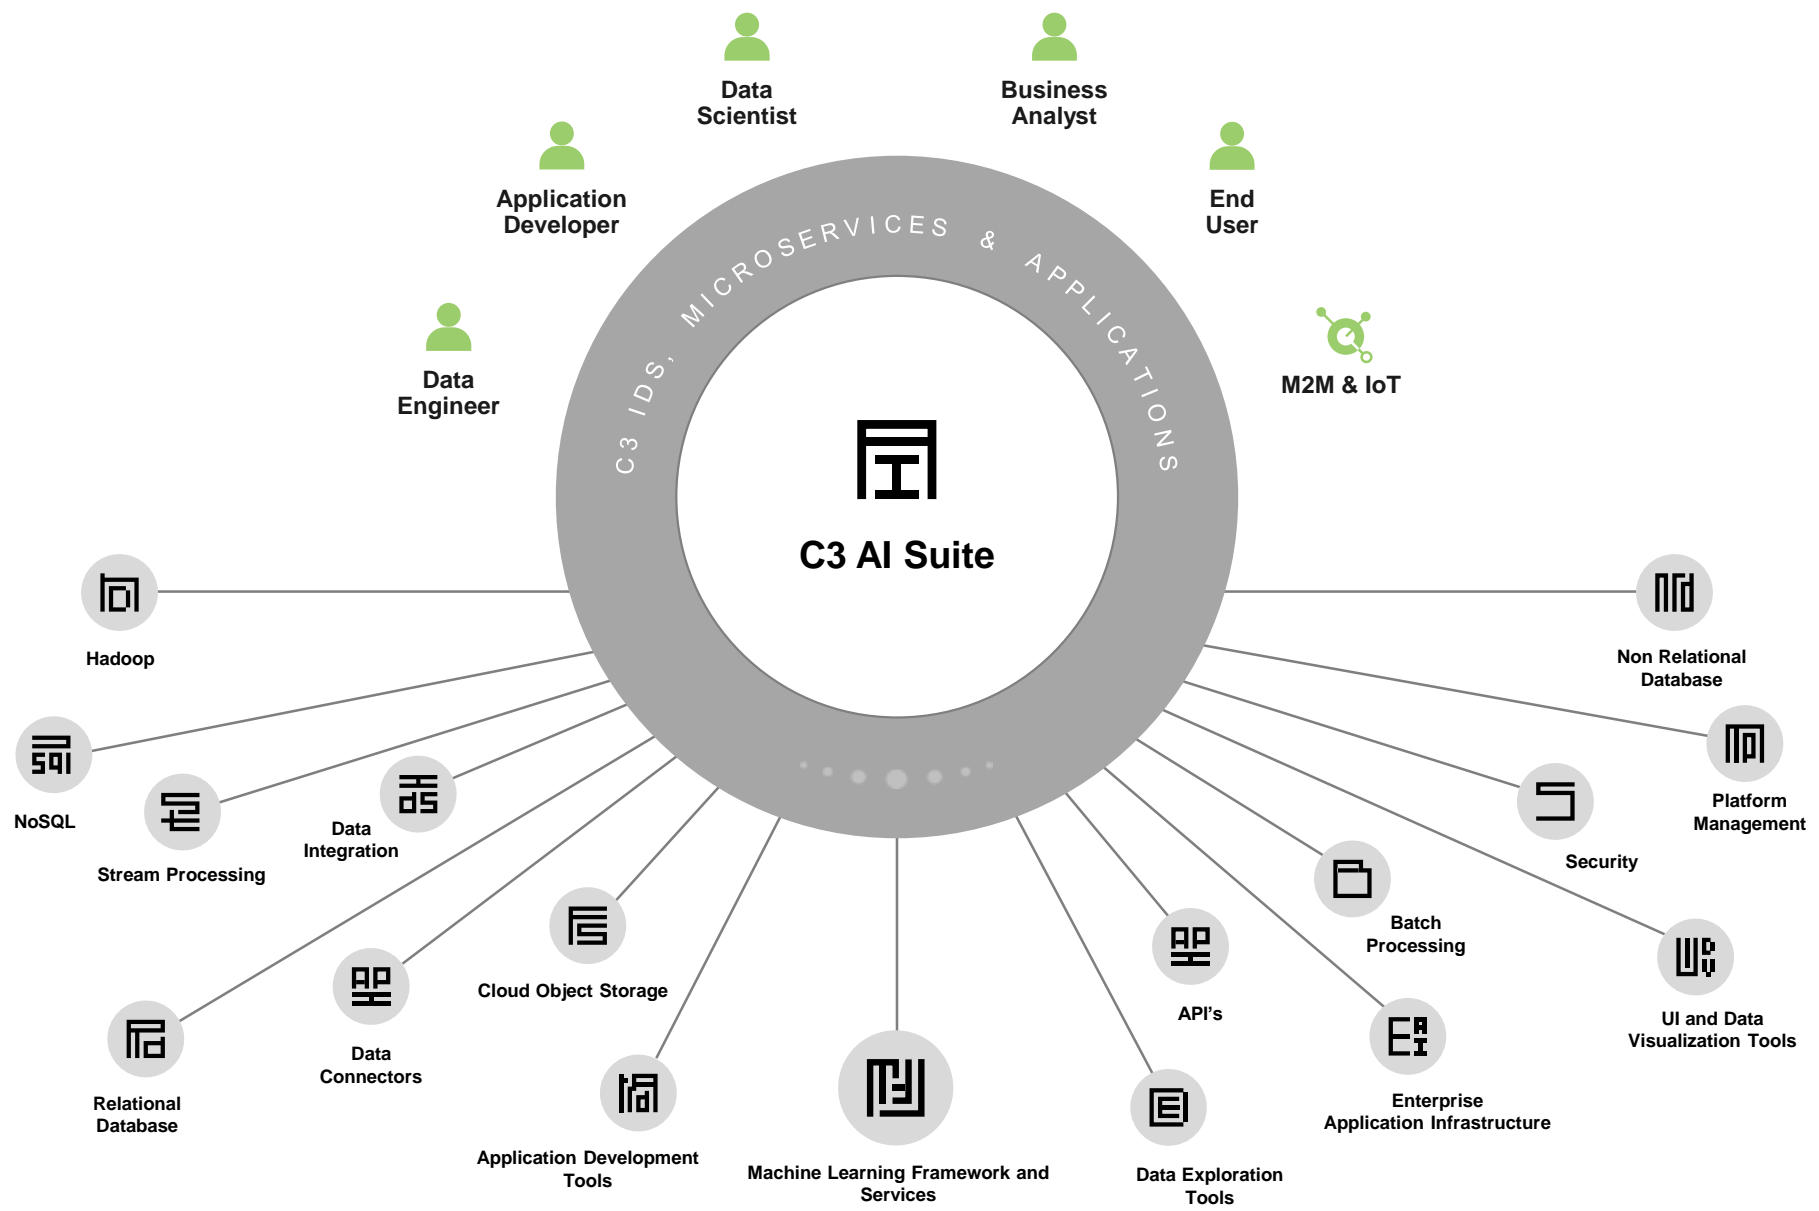 Data
Scientist
Business
Analyst
Application
Developer
End
User
Data
Engineer
M2M & IoT
C3 IDS, MICROSERVICES & APPLICATIONS
C3 AI Suite
Hadoop
Non Relational
Database
NoSQL
Platform
Management
Stream Processing
Data
Integration
Security
Batch
Processing
Cloud Object Storage
API's
UI and Data
Visualization Tools
Data
Connectors
Relational
Database
Enterprise
Application Infrastructure
Application Development
Tools
Machine Learning Framework and
Services
Data Exploration
Tools